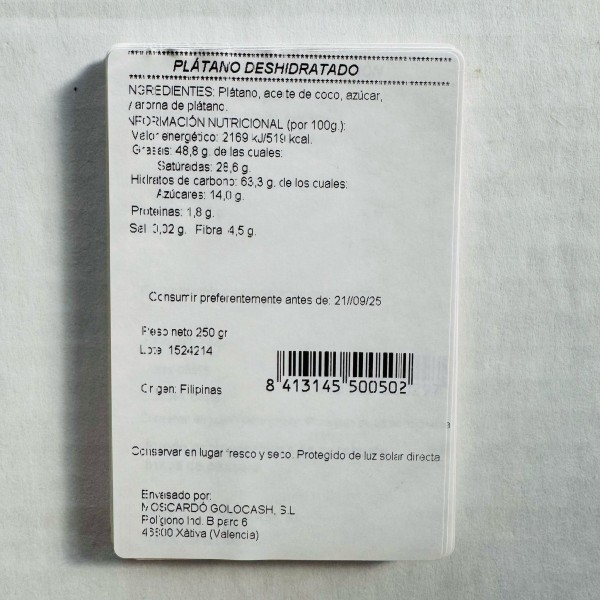 PLÁTANO DESHIDRATADO
INGREDIENTES: Plátano, aceite de coco, azúcar,
y aroma de plátano.
INFORMACIÓN NUTRICIONAL (por 100g.):
Valor energético: 2169 kJ/519 kcal.
Grasas: 48,8 g. de las cuales:
Saturadas: 28,6 g
Hidratos de carbono: 63,3 g. de los cuales:
Azúcares: 14,0 g.
Proteinas: 1,8 g.
Sal 0,02 g. Fibra 4,5 g.
Consumir preferentemente antes de: 21//09/25
Peso neto 250 gr
Lote 1524214
Origen: Filipinas
8 413145 500502
Conservar en lugar fresco y seco. Protegido de luz solar directa
Envasado por:
MOSCARDÓ GOLOCASH, S.L
Polígono Ind. B parc 6
46800 Xátiva (Valencia)